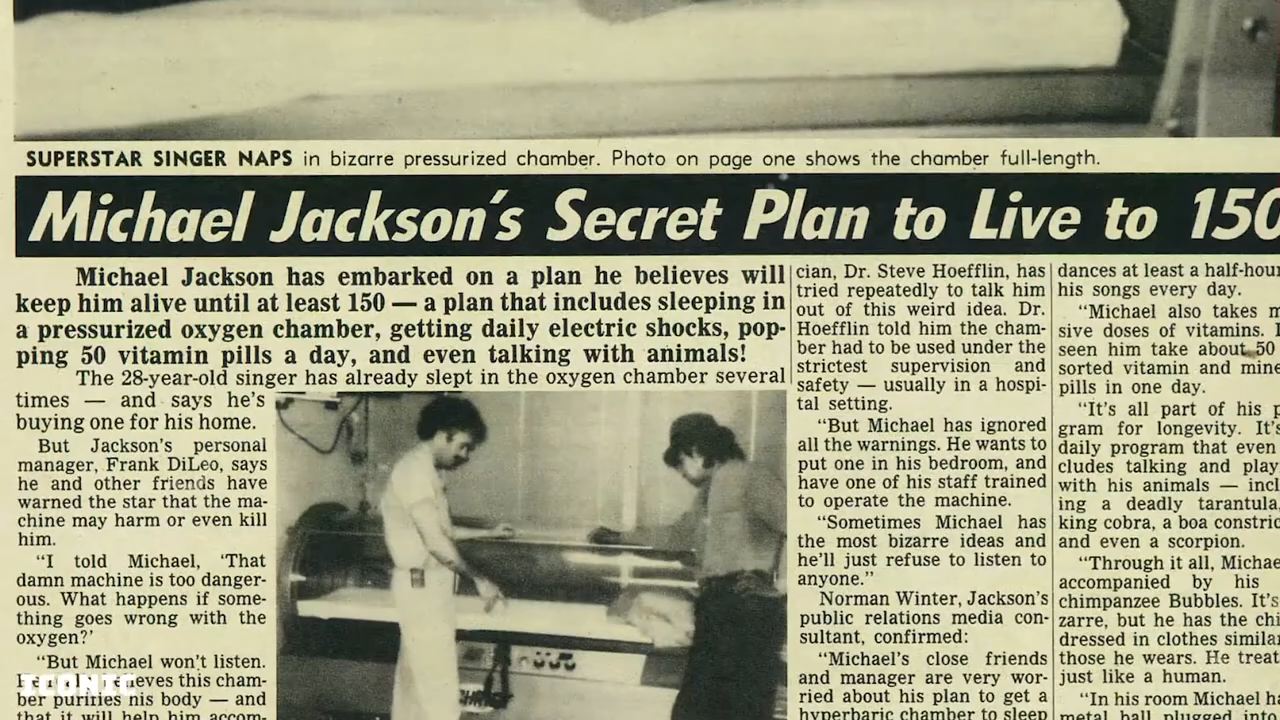 SUPERSTAR SINGER NAPS in bizarre pressurized chamber. Photo on page one shows the chamber full-length.
Michael Jackson's Secret Plan to Live to 150
Michael Jackson has embarked on a plan he believes will
keep him alive until at least 150 — a plan that includes sleeping in
a pressurized oxygen chamber, getting daily electric shocks, pop-
ping 50 vitamin pills a day, and even talking with animals!
The 28-year-old singer has already slept in the oxygen chamber several
times — and says he's
buying one for his home.
But Jackson's personal
manager, Frank DiLeo, says
he and other friends have
warned the star that the ma-
chine may harm or even kill
him.
"I told Michael, 'That
damn machine is too danger-
ous. What happens if some-
thing goes wrong with the
oxygen?'
"But Michael won't listen.
this cham-
ber purifies his body — and
that it will help him accom-
cian, Dr. Steve Hoefflin, has
tried repeatedly to talk him
out of this weird idea. Dr.
Hoefflin told him the cham-
ber had to be used under the
strictest supervision and
safety — usually in a hospi-
tal setting.
"But Michael has ignored
all the warnings. He wants to
put one in his bedroom, and
have one of his staff trained
to operate the machine.
"Sometimes Michael has
the most bizarre ideas and
he'll just refuse to listen to
anyone."
Norman Winter, Jackson's
public relations media con-
sultant, confirmed:
"Michael's close friends
and manager are very wor-
ried about his plan to get a
hyperbaric chamber to sleep
dances at least a half-hour
his songs every day.
"Michael also takes m
sive doses of vitamins. I
seen him take about 50
sorted vitamin and mine
pills in one day.
"It's all part of his p
gram for longevity. It's
daily program that even
cludes talking and play
with his animals — incl
ing a deadly tarantula,
king cobra, a boa constric
and even a scorpion.
"Through it all, Michae
accompanied by his
chimpanzee Bubbles. It's
zarre, but he has the chi
dressed in clothes similar
those he wears. He treat
just like a human.
"In his room Michael ha
metal ball plugged into
ICONIC